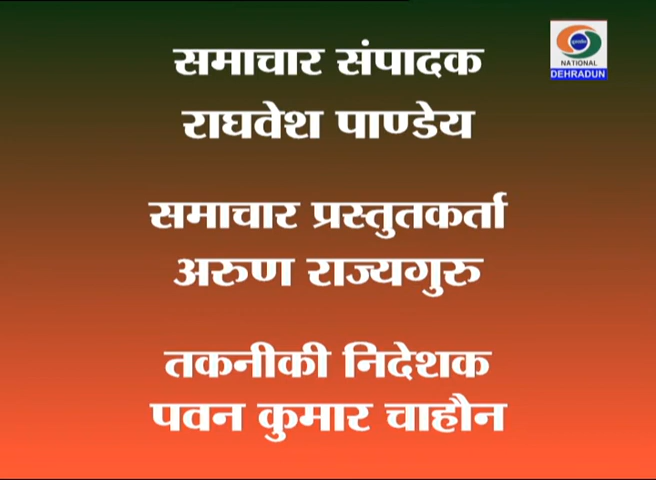 समाचार संपादक
राघवेश पाण्डेय
समाचार प्रस्तुतकर्ता
अरुण राज्यगुरु
तकनीकी निदेशक
पवन कुमार चाहौन
NATIONAL
DEHRADUN